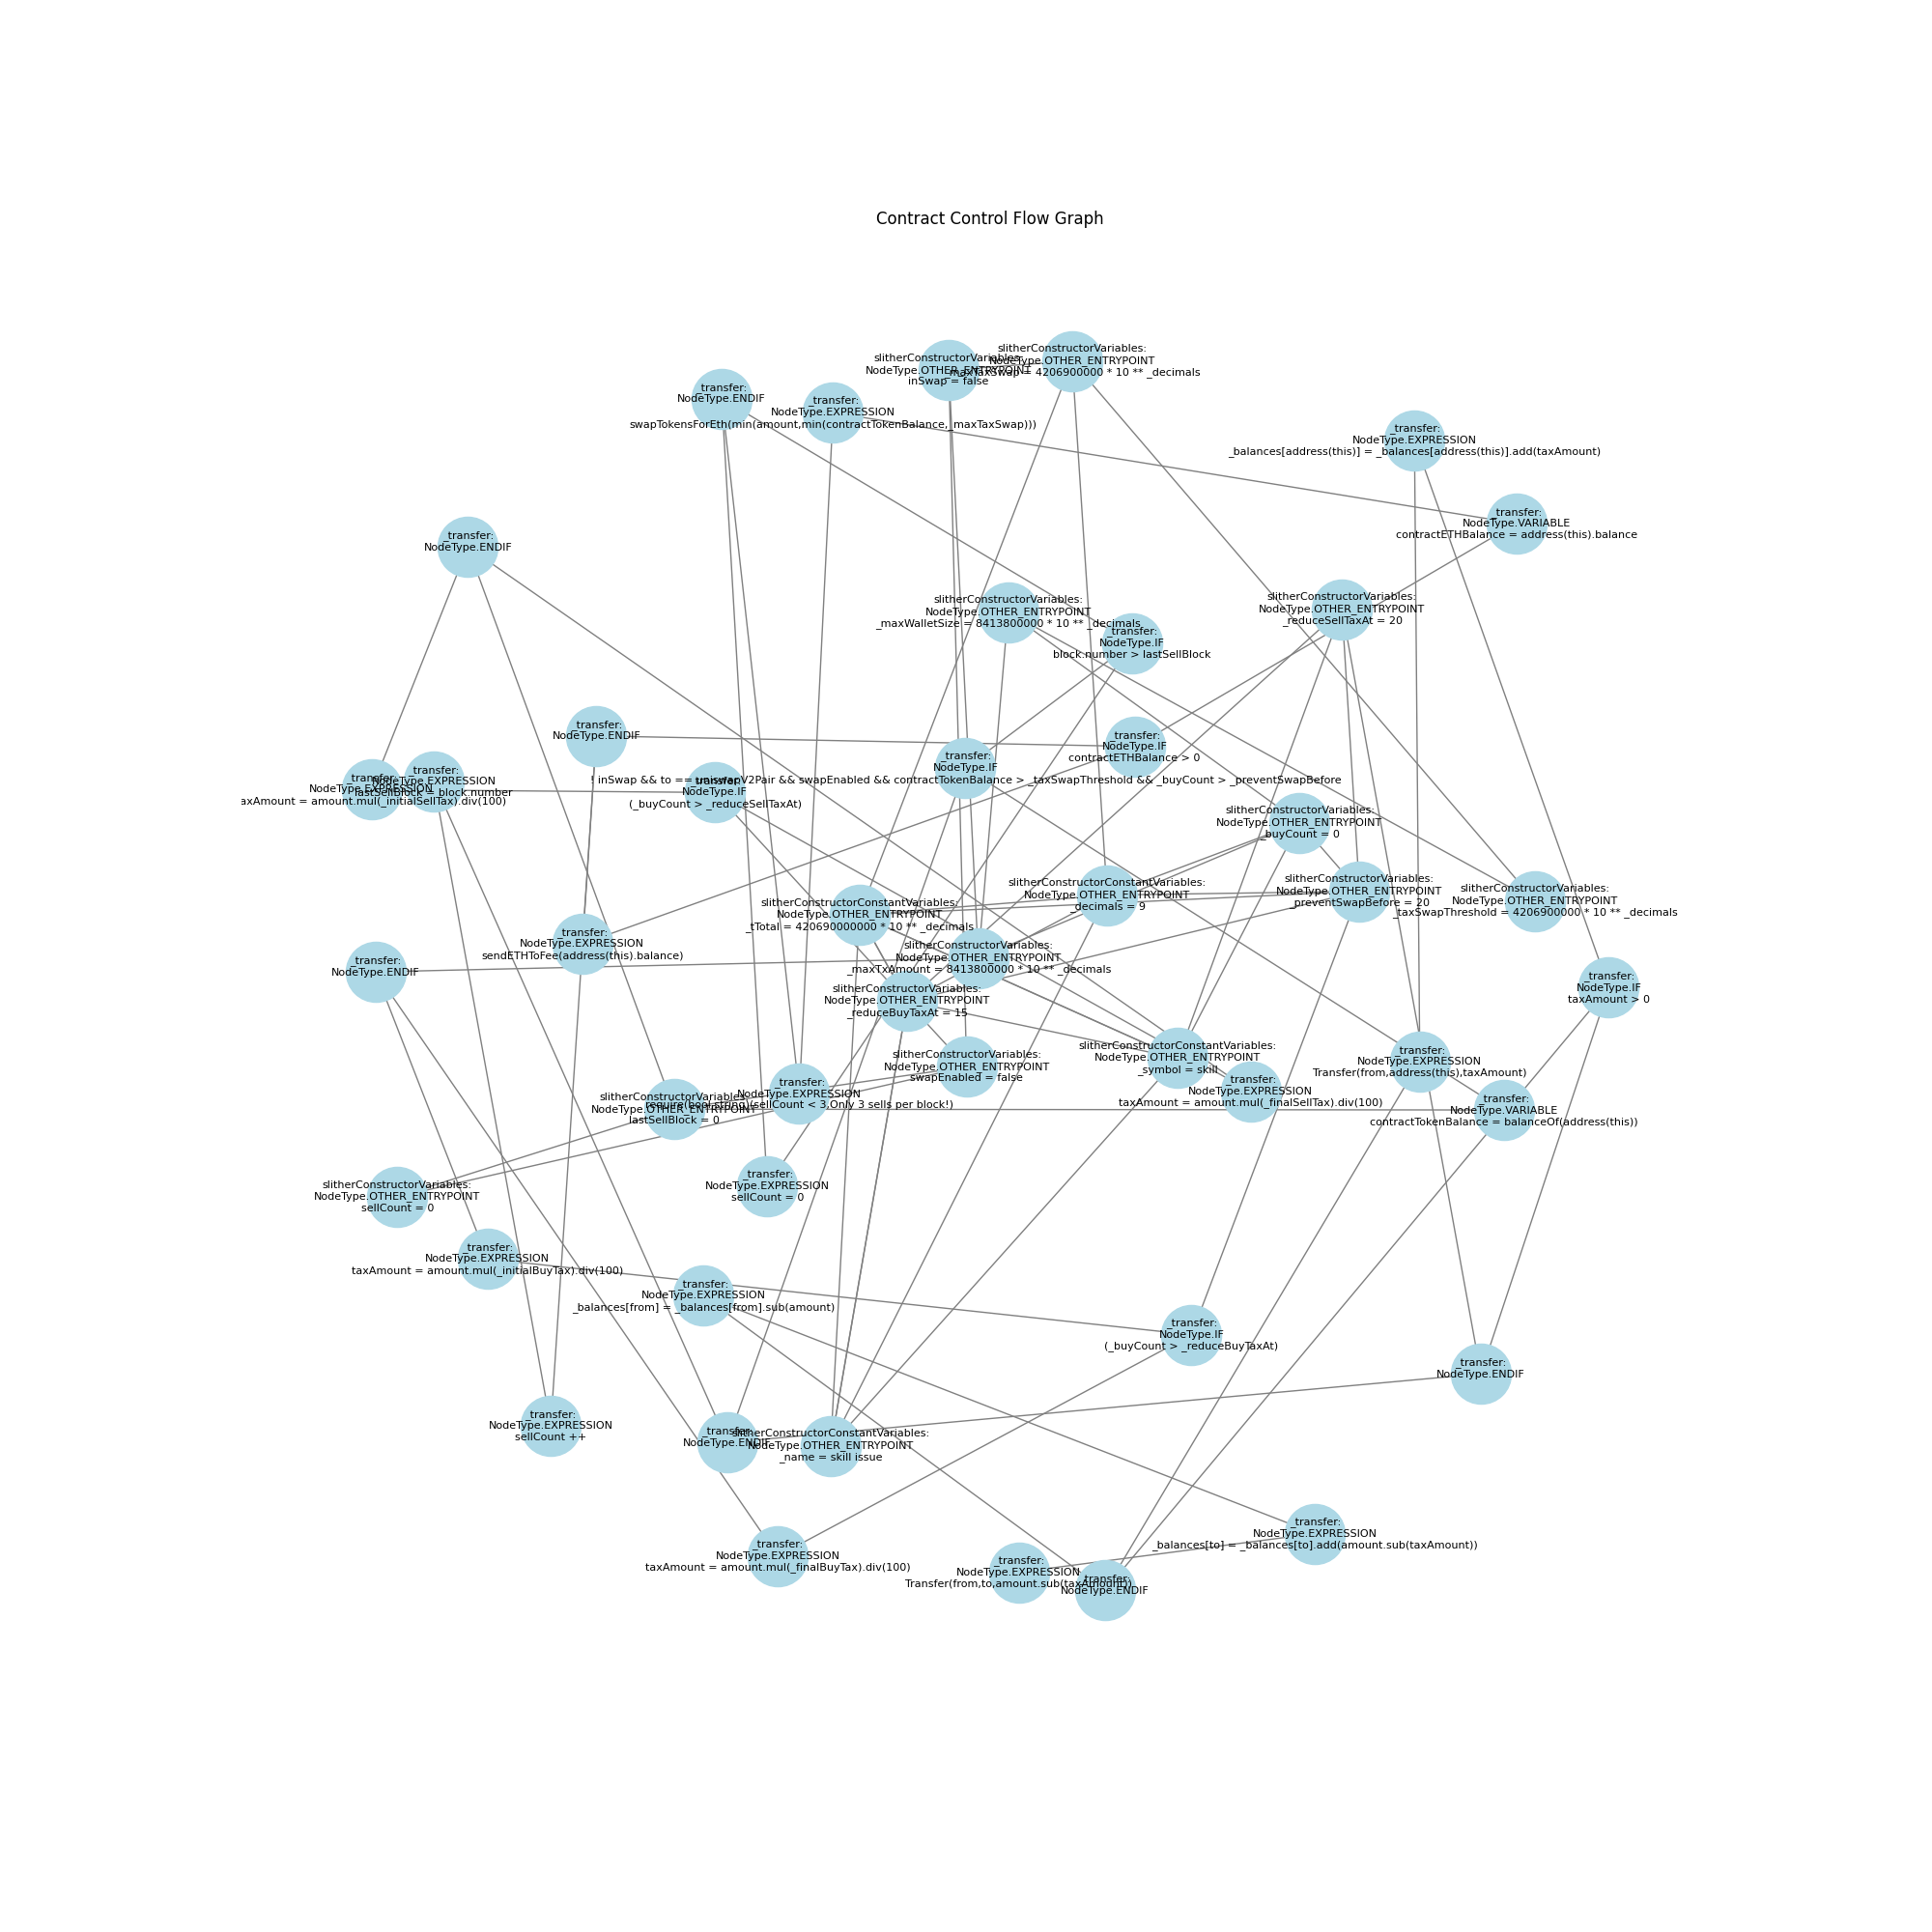 Contract Control Flow Graph
slitherConstructorVariables:
NodeType.OTHER_ENTRYPOINT
inSwap = false
slitherConstructorVariables:
NodeType.OTHER_ENTRYPOINT
_maxTaxSwap = 4206900000 * 10 ** _decimals
_transfer:
NodeType.ENDIF
_transfer:
NodeType.EXPRESSION
swapTokensForEth(min(amount,min(contractTokenBalance,_maxTaxSwap)))
_transfer:
NodeType.EXPRESSION
_balances[address(this)] = _balances[address(this)].add(taxAmount)
_transfer:
NodeType.VARIABLE
contractETHBalance = address(this).balance
_transfer:
NodeType.ENDIF
slitherConstructorVariables:
NodeType.OTHER_ENTRYPOINT
_maxWalletSize = 8413800000 * 10 ** _decimals
slitherConstructorVariables:
NodeType.OTHER_ENTRYPOINT
_reduceSellTaxAt = 20
_transfer:
NodeType.IF
block.number > lastSellBlock
_transfer:
NodeType.ENDIF
_transfer:
NodeType.IF
contractETHBalance > 0
_transfer:
NodeType.IF
! inSwap && to == uniswapV2Pair && swapEnabled && contractTokenBalance > _taxSwapThreshold && _buyCount > _preventSwapBefore
_transfer:
NodeType.EXPRESSION
axAmount = amount.mul(_initialSellTax).div(100)
_transfer:
NodeType.EXPRESSION
lastSellBlock = block.number
_transfer:
NodeType.IF
(_buyCount > _reduceSellTaxAt)
slitherConstructorVariables:
NodeType.OTHER_ENTRYPOINT
_buyCount = 0
slitherConstructorConstantVariables:
NodeType.OTHER_ENTRYPOINT
_decimals = 9
slitherConstructorVariables:
NodeType.OTHER_ENTRYPOINT
_preventSwapBefore = 20
slitherConstructorVariables:
NodeType.OTHER_ENTRYPOINT
_taxSwapThreshold = 4206900000 * 10 ** _decimals
slitherConstructorConstantVariables:
NodeType.OTHER_ENTRYPOINT
_tTotal = 420690000000 * 10 ** _decimals
_transfer:
NodeType.EXPRESSION
sendETHToFee(address(this).balance)
slitherConstructorVariables:
NodeType.OTHER_ENTRYPOINT
_maxTxAmount = 8413800000 * 10 ** _decimals
_transfer:
NodeType.ENDIF
slitherConstructorVariables:
NodeType.OTHER_ENTRYPOINT
_reduceBuyTaxAt = 15
_transfer:
NodeType.IF
taxAmount > 0
slitherConstructorVariables:
NodeType.OTHER_ENTRYPOINT
swapEnabled = false
slitherConstructorConstantVariables:
NodeType.OTHER_ENTRYPOINT
_symbol = skill
_transfer:
NodeType.EXPRESSION
Transfer(from,address(this),taxAmount)
_transfer:
NodeType.EXPRESSION
taxAmount = amount.mul(_finalSellTax).div(100)
_transfer:
NodeType.EXPRESSION
require(bool,string)(sellCount < 3,Only 3 sells per block!)
slitherConstructorVariables:
NodeType.OTHER_ENTRYPOINT
lastSellBlock = 0
_transfer:
NodeType.VARIABLE
contractTokenBalance = balanceOf(address(this))
slitherConstructorVariables:
NodeType.OTHER_ENTRYPOINT
sellCount = 0
_transfer:
NodeType.EXPRESSION
sellCount = 0
_transfer:
NodeType.EXPRESSION
taxAmount = amount.mul(_initialBuyTax).div(100)
_transfer:
NodeType.EXPRESSION
_balances[from] = _balances[from].sub(amount)
_transfer:
NodeType.IF
(_buyCount > _reduceBuyTaxAt)
_transfer:
NodeType.ENDIF
_transfer:
NodeType.EXPRESSION
sellCount ++
_transfer:
NodeType.ENDIF
slitherConstructorConstantVariables:
NodeType.OTHER_ENTRYPOINT
_name = skill issue
_transfer:
NodeType.EXPRESSION
_balances[to] = _balances[to].add(amount.sub(taxAmount))
_transfer:
NodeType.EXPRESSION
taxAmount = amount.mul(_finalBuyTax).div(100)
_transfer:
NodeType.EXPRESSION
Transfer(from,to,amount.sub(taxAmount))
_transfer:
NodeType.ENDIF